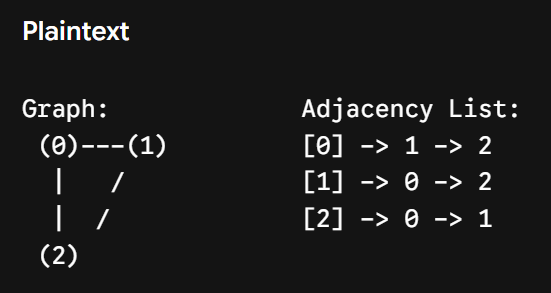 Plaintext
Graph:              Adjacency List:
 (0)---(1)          [0] -> 1 -> 2
  |   /             [1] -> 0 -> 2
  |  /              [2] -> 0 -> 1
 (2)